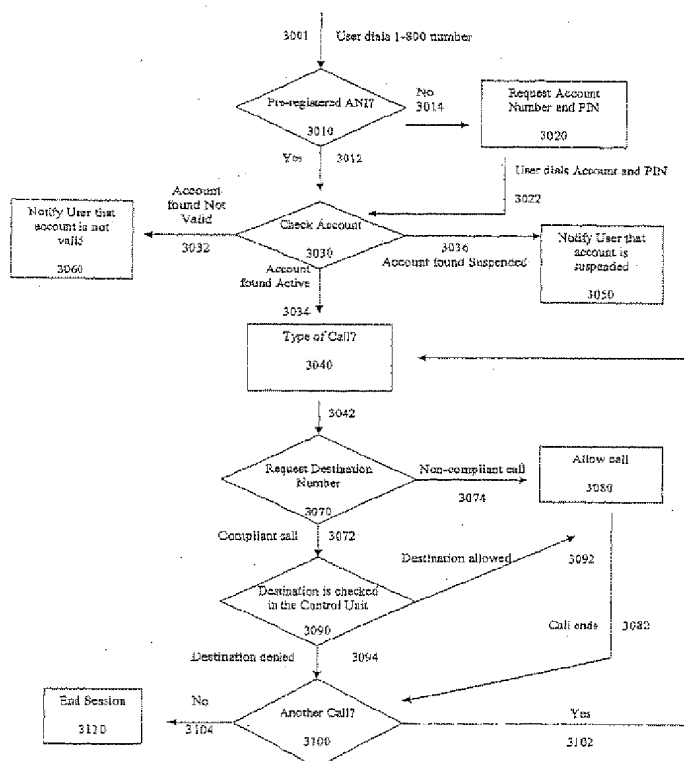 3001 User dials 1-800 number
Pre-registered ANI?
3010
No
3014
Request Account
Number and PIN
3020
Yes 3012
User dials Account and PIN
3022
Account
found Not
Valid
3032
Notify User that
account is not
valid
3060
Check Account
3030
3036
Account found Suspended
Notify User that
account is
suspended
3050
Account
found Active
3034
Type of Call?
3040
3042
Request Destination
Number
3070
Non-compliant call
3074
Allow call
3080
Compliant call 3072
Destination allowed
3092
Destination is checked
in the Control Unit
3090
Call ends 3082
Destination denied 3094
End Session
3110
No
3104
Another Call?
3100
Yes
3102